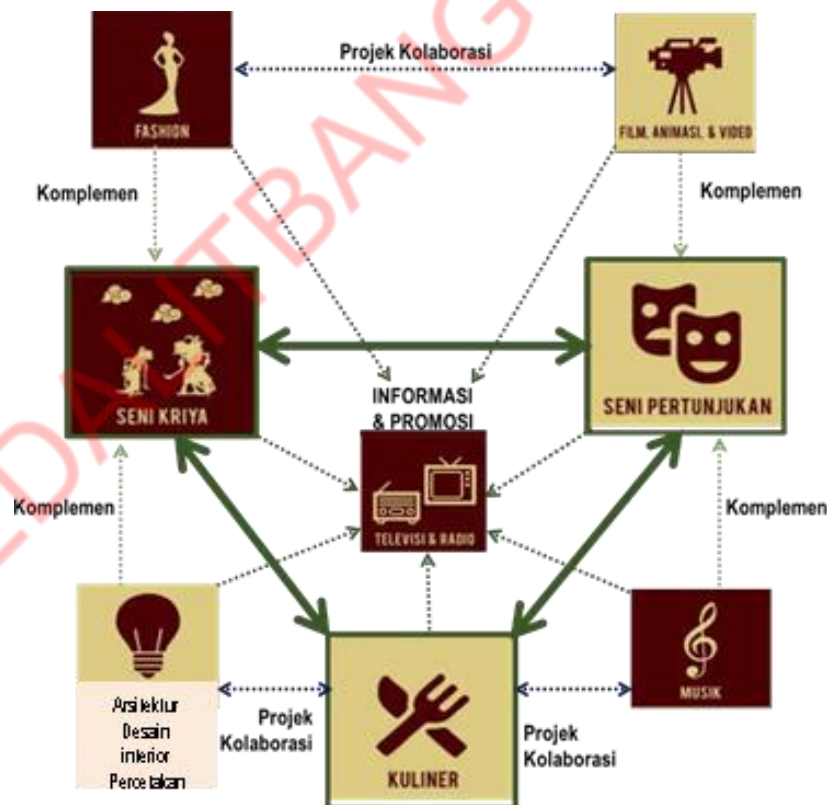 Projek Kolaborasi
FASHION
FILM, ANIMASI, & VIDEO
Komplemen
Komplemen
INFORMASI
& PROMOSI
SENI KRIYA
SENI PERTUNJUKAN
TELEVISI & RADIO
Komplemen
Komplemen
Arsitektur
Desain
interior
Percetakan
Projek
Kolaborasi
KULINER
Projek
Kolaborasi
MUSIK
EDALITBANG